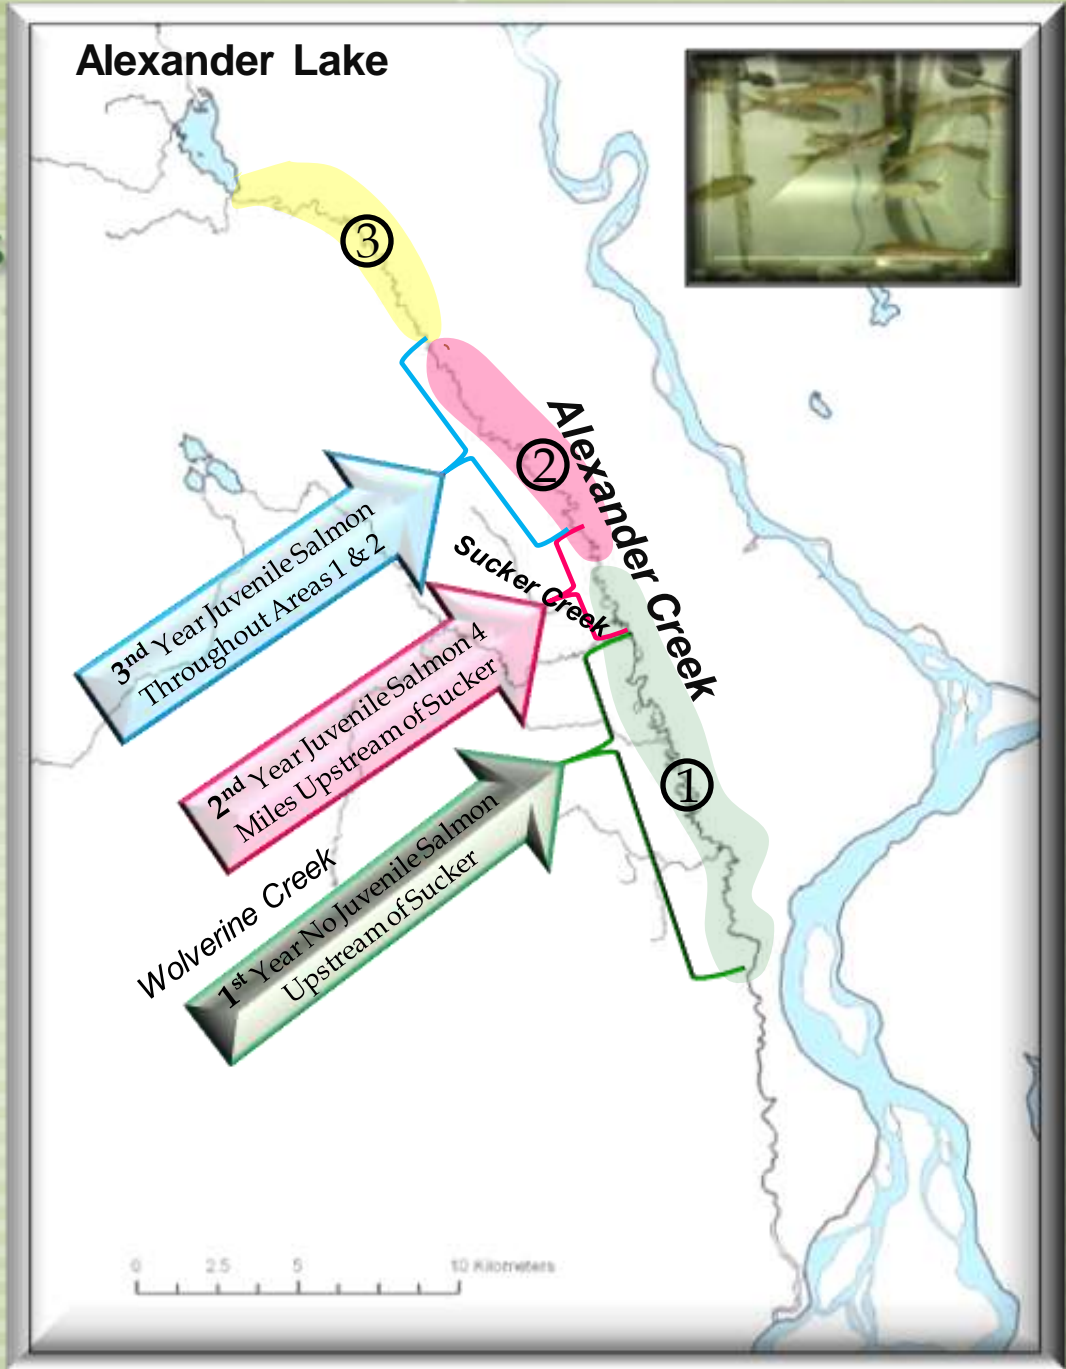 Alexander Lake
③
②
Alexander Creek
Sucker Creek
3nd Year Juvenile Salmon
Throughout Areas 1 & 2
2nd Year Juvenile Salmon 4
Miles Upstream of Sucker
①
Wolverine Creek
1st Year No Juvenile Salmon
Upstream of Sucker
0 2.5 5 10 Kilometers